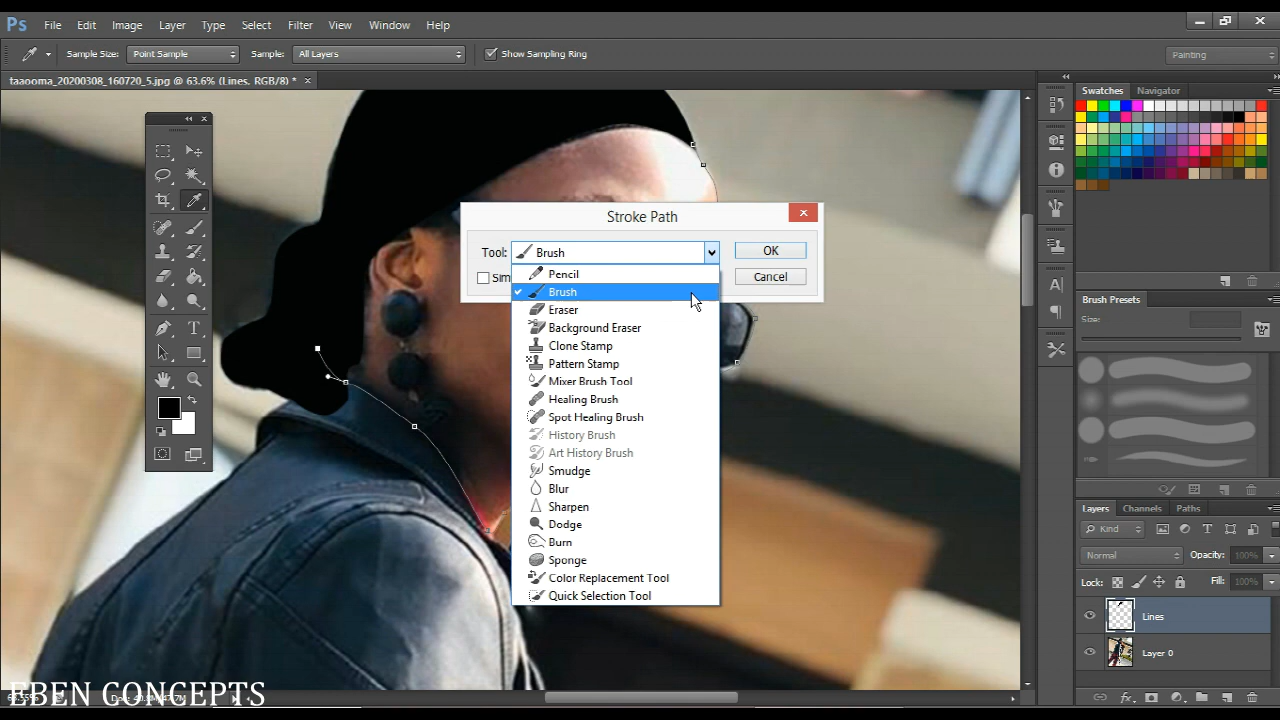 Ps File Edit Image Layer Type Select Filter View Window Help
Sample Size: Point Sample Sample: All Layers Show Sampling Ring Painting
taaooma_20200308_160720_5.jpg @ 63.6% (Lines, RGB/8) *
Swatches Navigator
Stroke Path
Tool: Brush OK
Sim Cancel
Pencil
Brush
Eraser
Background Eraser
Clone Stamp
Pattern Stamp
Mixer Brush Tool
Healing Brush
Spot Healing Brush
History Brush
Art History Brush
Smudge
Blur
Sharpen
Dodge
Burn
Sponge
Color Replacement Tool
Quick Selection Tool
Brush Presets
Size:
Layers Channels Paths
Kind
Normal Opacity: 100%
Lock: Fill: 100%
Lines
Layer 0
EBEN CONCEPTS